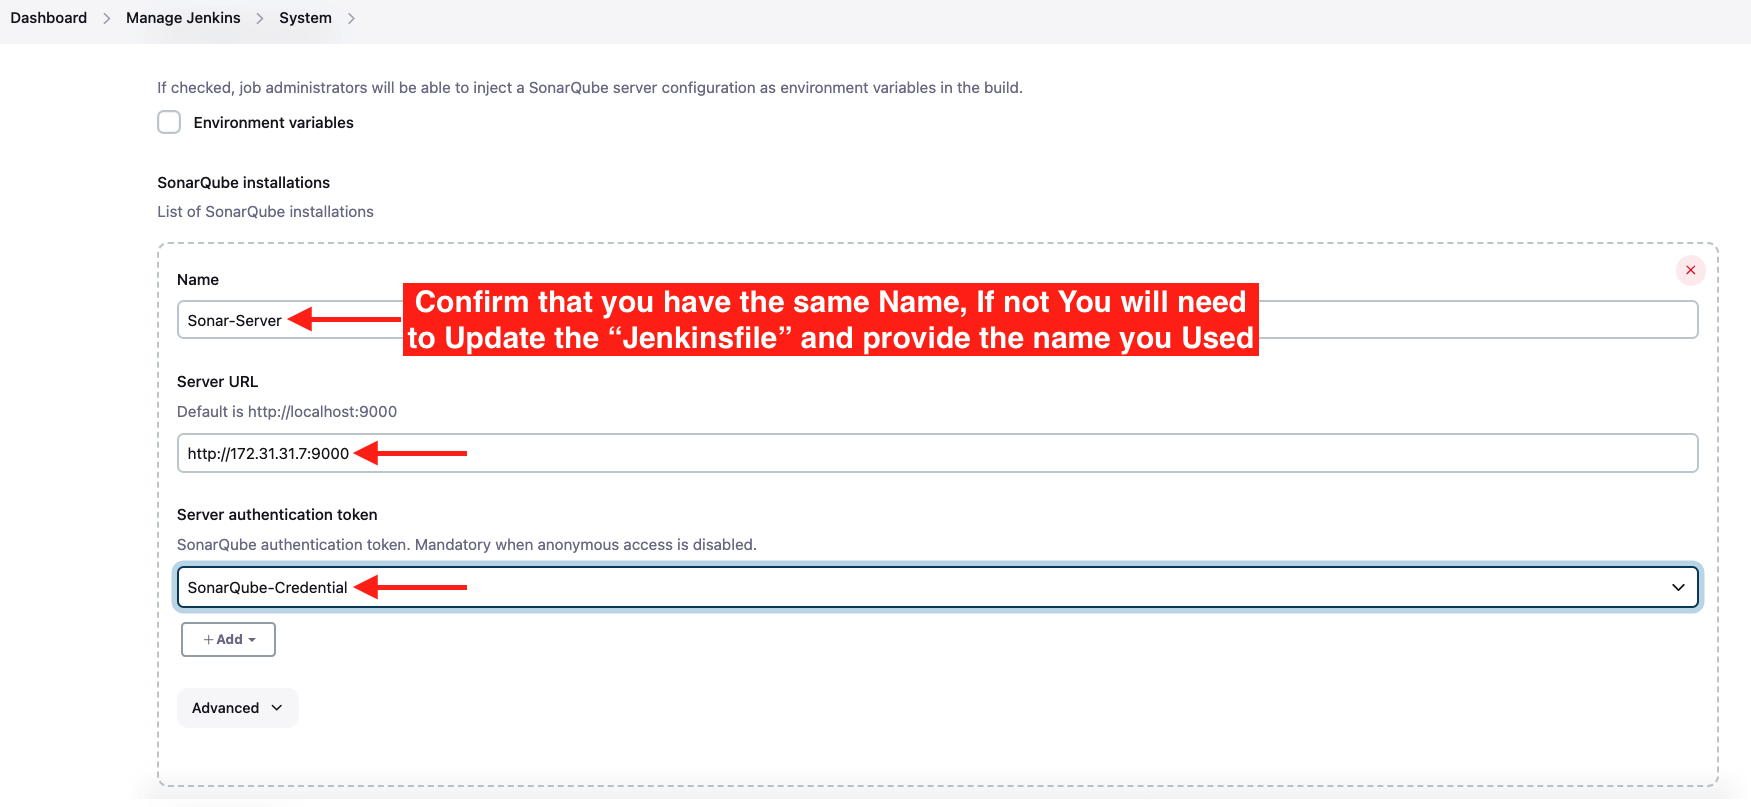 Dashboard
Manage Jenkins
System
If checked, job administrators will be able to inject a SonarQube server configuration as environment variables in the build.
Environment variables
SonarQube installations
List of SonarQube installations
Name
Sonar-Server
Confirm that you have the same Name, If not You will need
to Update the “Jenkinsfile” and provide the name you Used
Server URL
Default is http://localhost:9000
http://172.31.31.7:9000
Server authentication token
SonarQube authentication token. Mandatory when anonymous access is disabled.
SonarQube-Credential
+ Add
Advanced